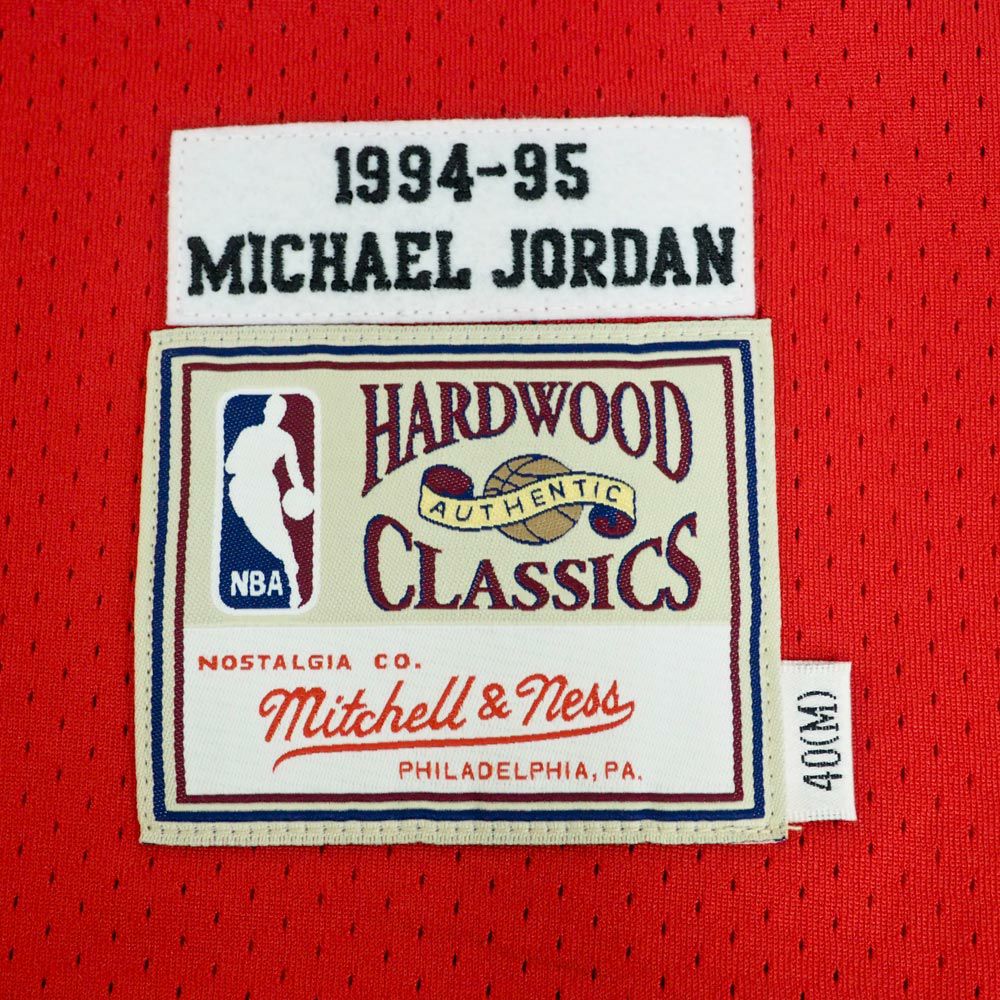 1994-95
MICHAEL JORDAN
HARDWOOD
AUTHENTIC
CLASSICS
NBA
NOSTALGIA CO.
Mitchell & Ness
PHILADELPHIA, PA.
40(M)